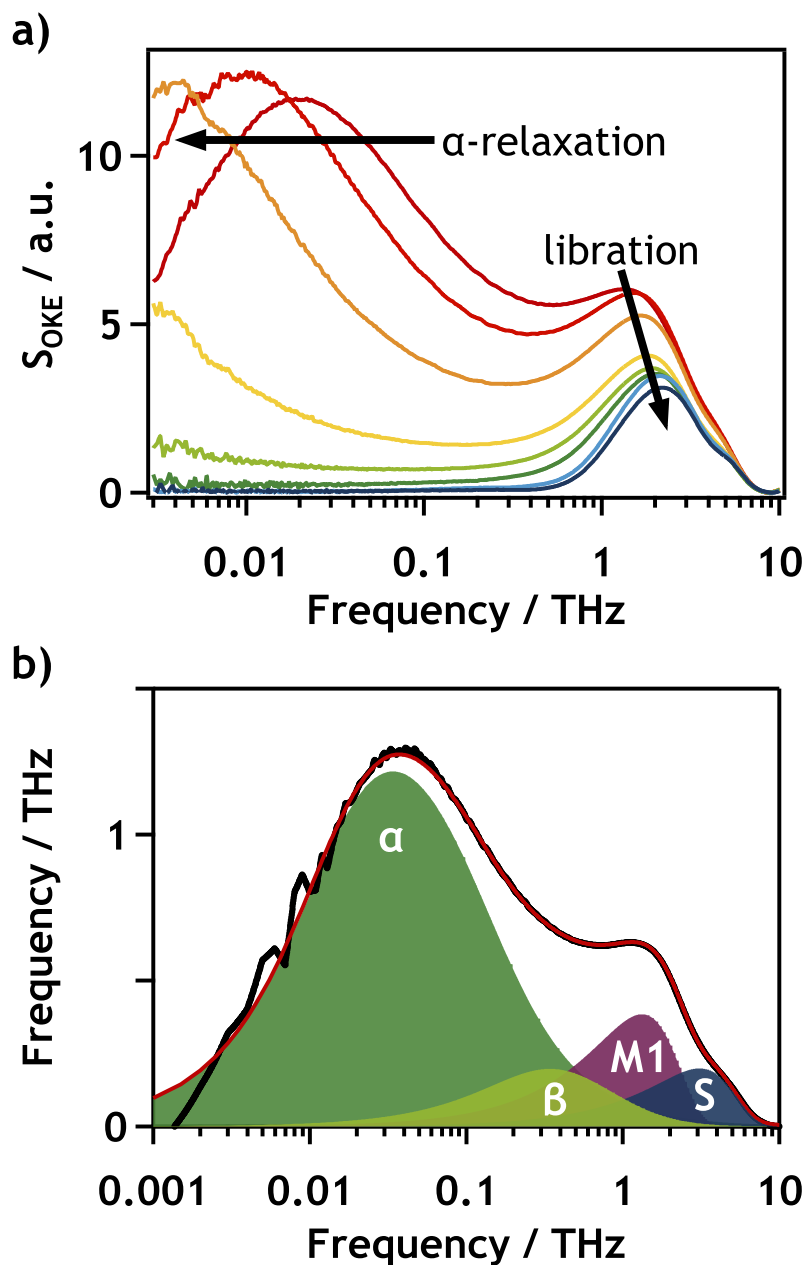 a)
S_OKE / a.u.
10
5
0
α-relaxation
libration
0.01 0.1 1 10
Frequency / THz
b)
Frequency / THz
1
0
α
β
M1
S
0.001 0.01 0.1 1 10
Frequency / THz